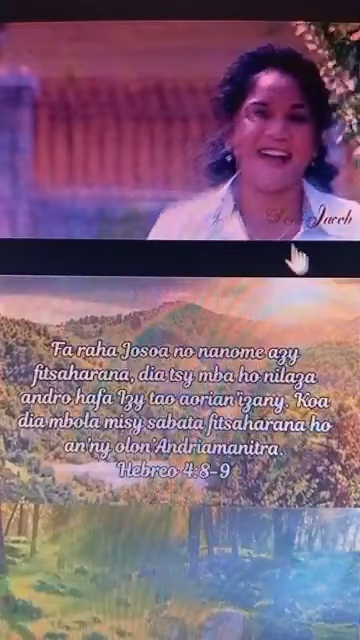 Jacob
Fa raha Josoa no nanome azy
fitsaharana, dia tsy mba ho nilaza
andro hafa Izy tao aorian'izany. Koa
dia mbola misy sabata fitsaharana ho
an'ny olon'Andriamanitra.
Hebreo 4:8-9